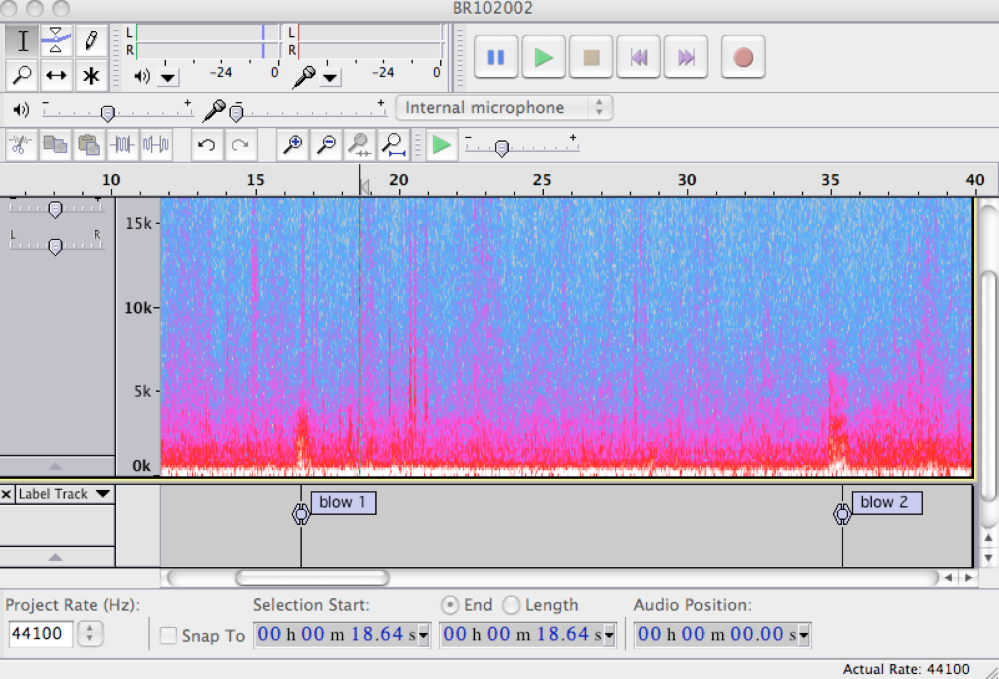 BR102002
L L
R R
-24 0 -24 0
- + - + Internal microphone
- +
10 15 20 25 30 35 40
15k
L R
10k
5k
0k
Label Track
blow 1 blow 2
Project Rate (Hz): Selection Start: End Length Audio Position:
44100 Snap To 00 h 00 m 18.64 s 00 h 00 m 18.64 s 00 h 00 m 00.00 s
Actual Rate: 44100